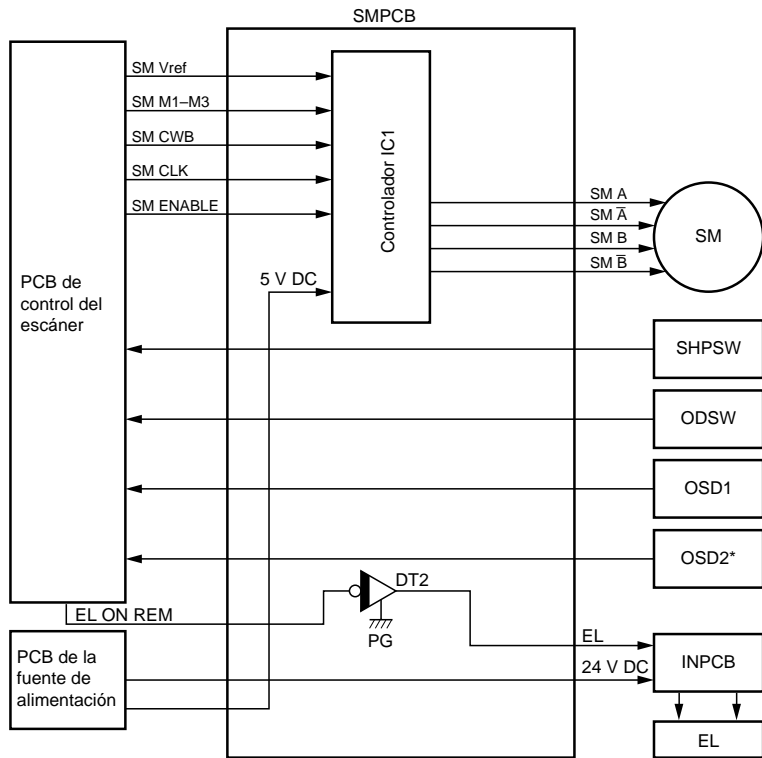 SMPCB
SM Vref
SM M1–M3
SM CWB
SM CLK
SM ENABLE
Controlador IC1
PCB de
control del
escáner
5 V DC
SM A
SM A̅
SM B
SM B̅
SM
SHPSW
ODSW
OSD1
OSD2*
EL ON REM
DT2
PG
PCB de la
fuente de
alimentación
EL
24 V DC
INPCB
EL